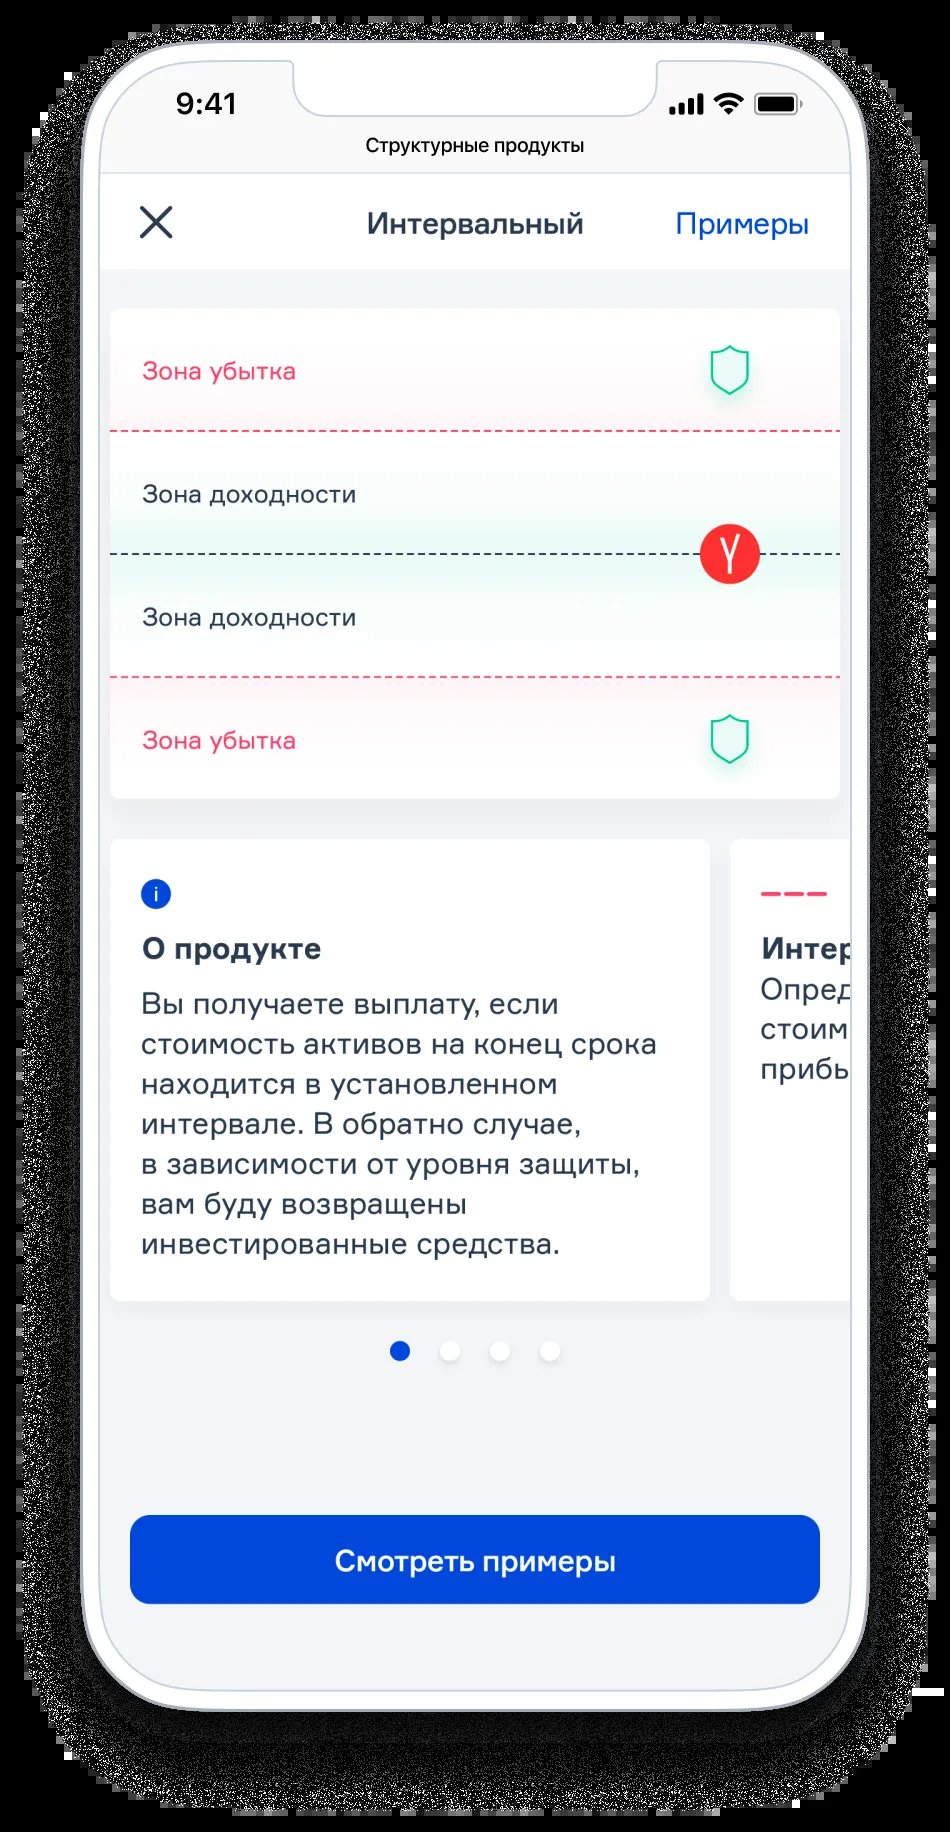 9:41
Структурные продукты
Интервальный
Примеры
Зона убытка
Зона доходности
Y
Зона доходности
Зона убытка
i
О продукте
Вы получаете выплату, если
стоимость активов на конец срока
находится в установленном
интервале. В обратно случае,
в зависимости от уровня защиты,
вам буду возвращены
инвестированные средства.
Интер
Опред
стоим
прибы
Смотреть примеры